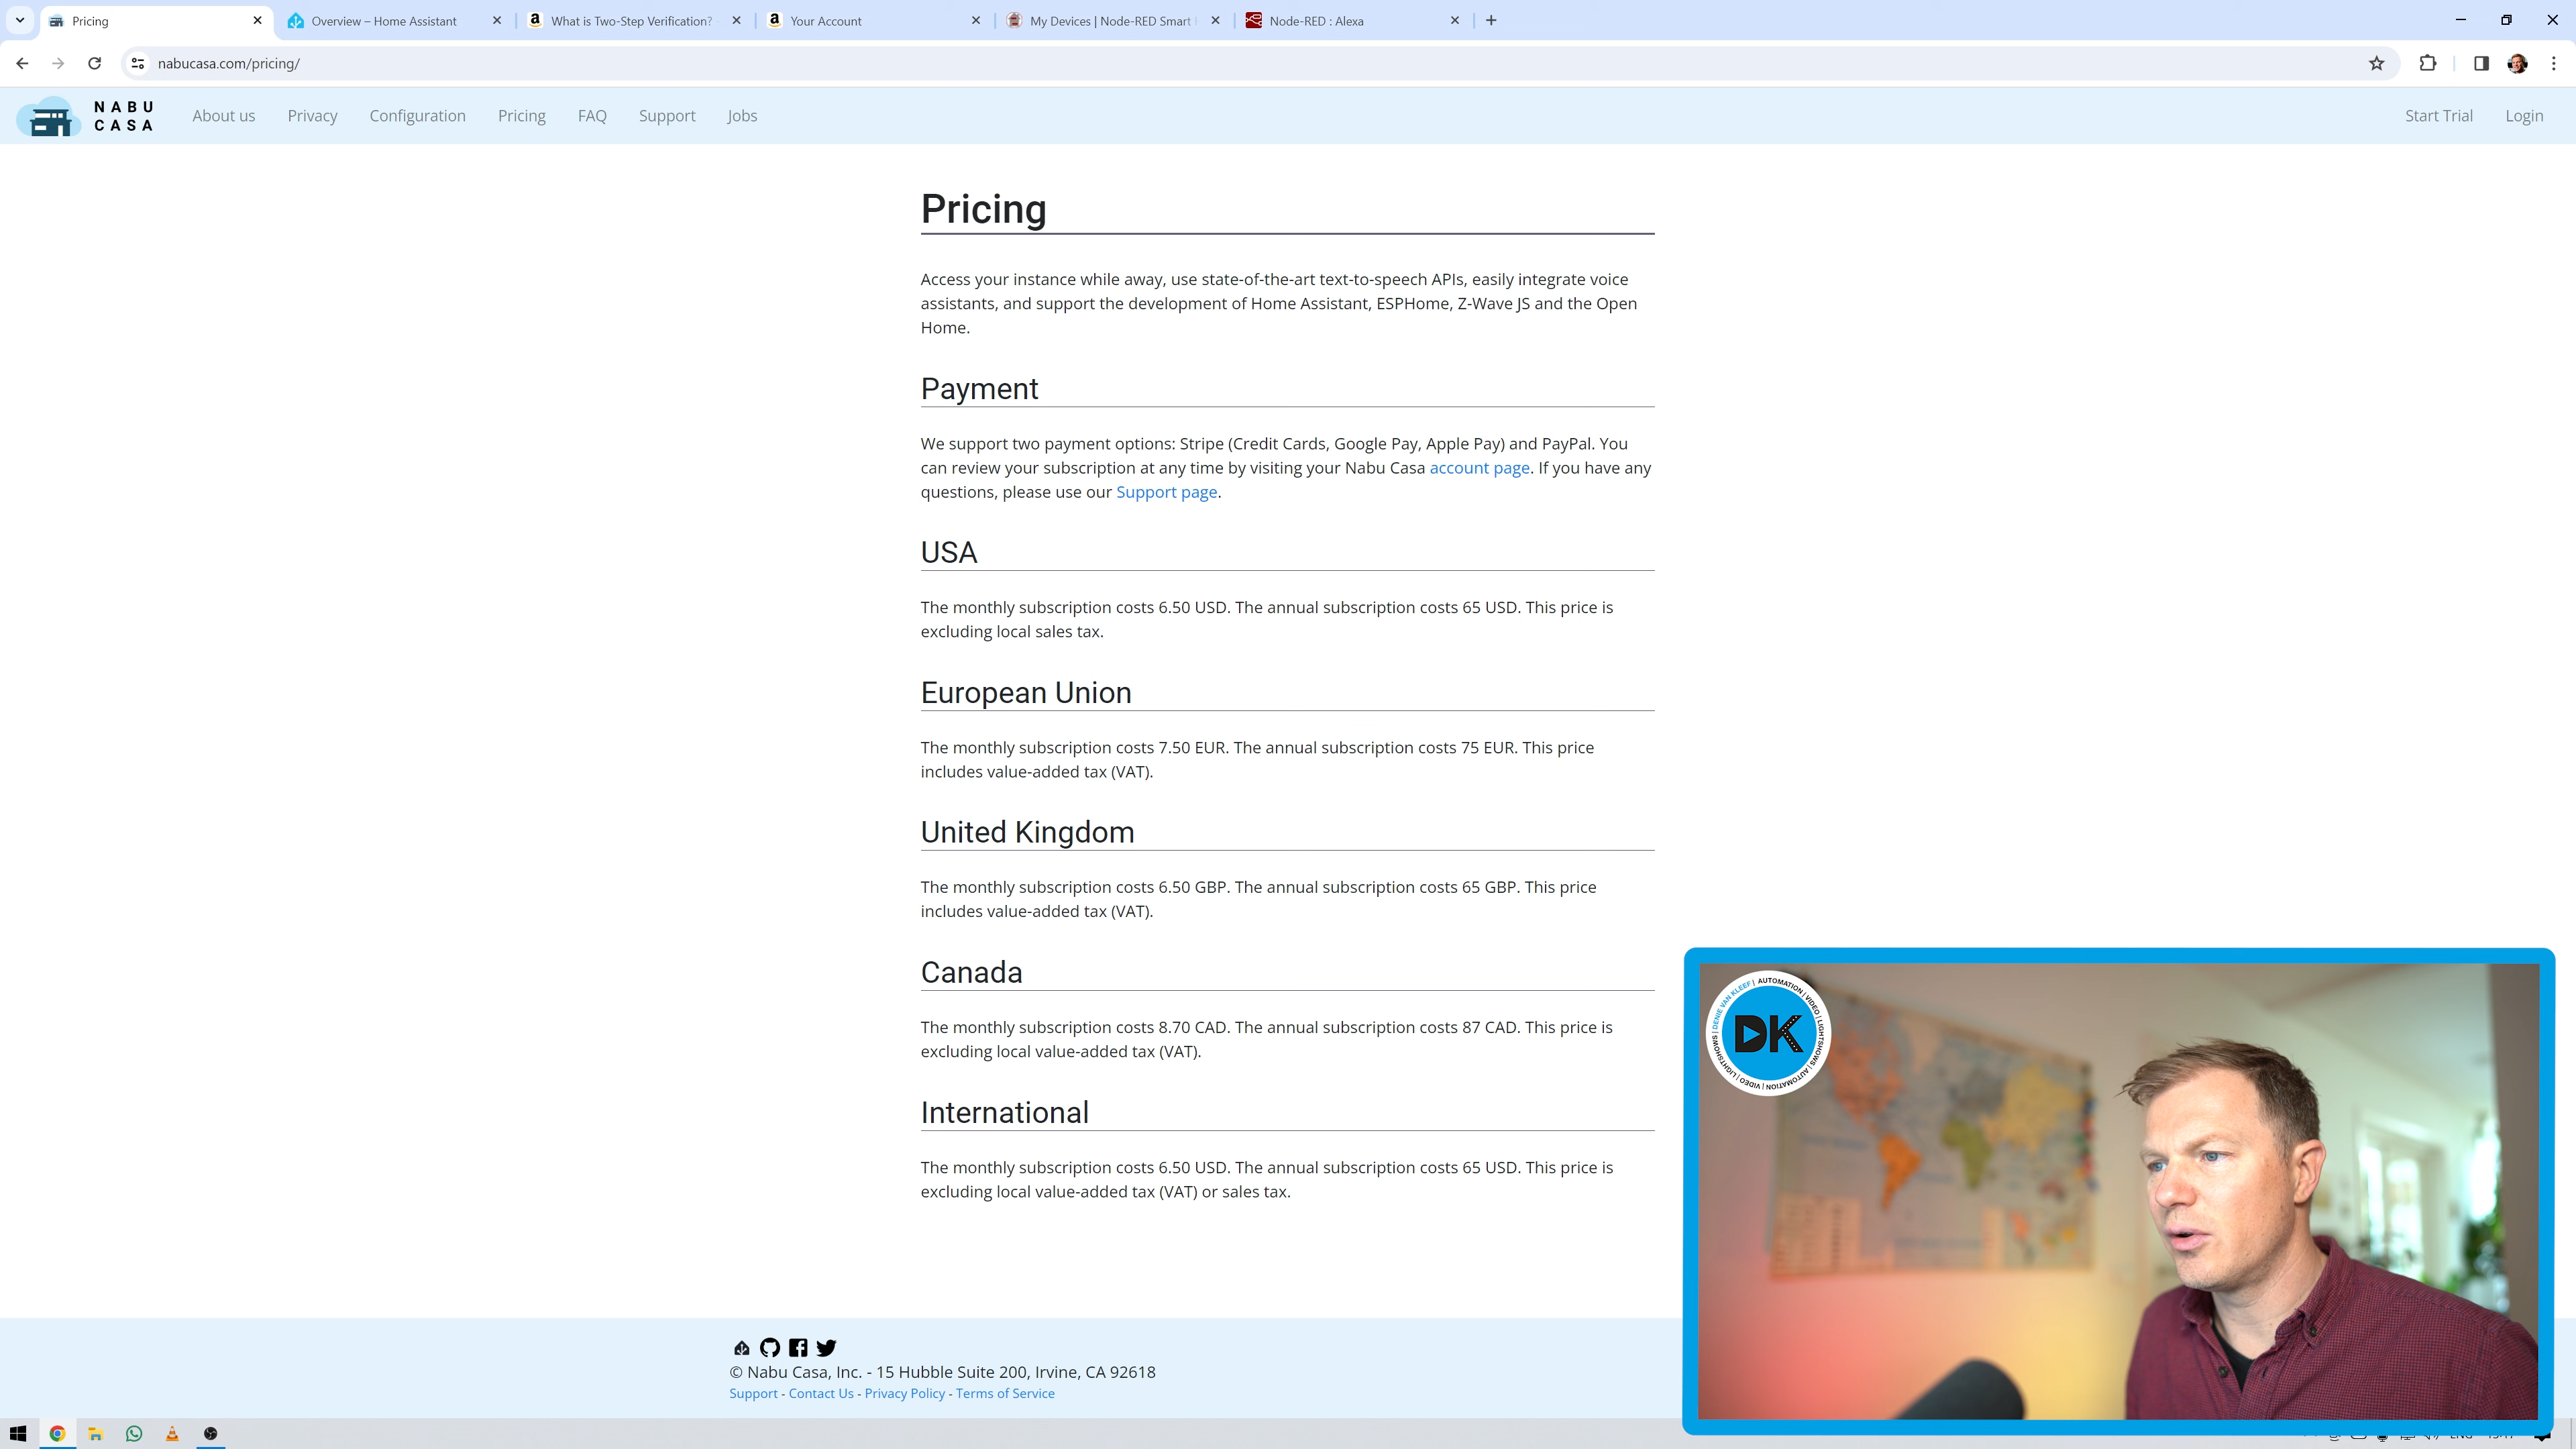 Pricing
Overview – Home Assistant
What is Two-Step Verification?
Your Account
My Devices | Node-RED Smart
Node-RED : Alexa
nabucasa.com/pricing/
NABU
CASA
About us
Privacy
Configuration
Pricing
FAQ
Support
Jobs
Start Trial
Login
Pricing
Access your instance while away, use state-of-the-art text-to-speech APIs, easily integrate voice
assistants, and support the development of Home Assistant, ESPHome, Z-Wave JS and the Open
Home.
Payment
We support two payment options: Stripe (Credit Cards, Google Pay, Apple Pay) and PayPal. You
can review your subscription at any time by visiting your Nabu Casa account page. If you have any
questions, please use our Support page.
USA
The monthly subscription costs 6.50 USD. The annual subscription costs 65 USD. This price is
excluding local sales tax.
European Union
The monthly subscription costs 7.50 EUR. The annual subscription costs 75 EUR. This price
includes value-added tax (VAT).
United Kingdom
The monthly subscription costs 6.50 GBP. The annual subscription costs 65 GBP. This price
includes value-added tax (VAT).
Canada
The monthly subscription costs 8.70 CAD. The annual subscription costs 87 CAD. This price is
excluding local value-added tax (VAT).
International
The monthly subscription costs 6.50 USD. The annual subscription costs 65 USD. This price is
excluding local value-added tax (VAT) or sales tax.
DENIE VAN KLEEF | AUTOMATION | VIDEO | LIGHTSHOWS | AUTOMATION | VIDEO | LIGHTSHOWS |
DK
© Nabu Casa, Inc. - 15 Hubble Suite 200, Irvine, CA 92618
Support - Contact Us - Privacy Policy - Terms of Service